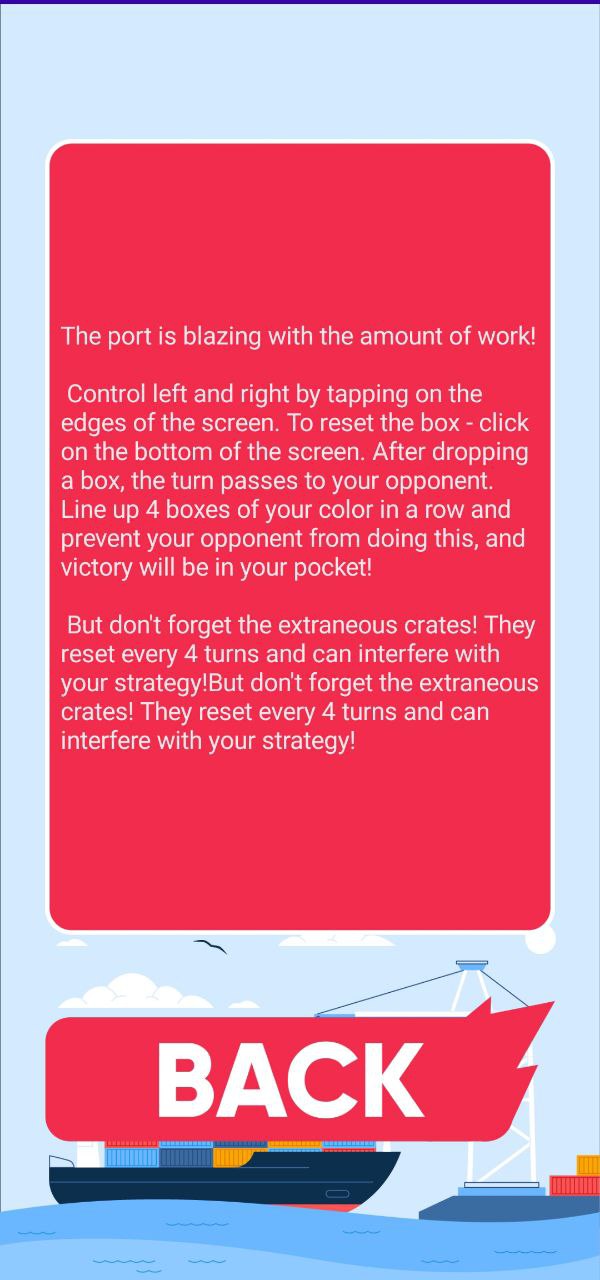 The port is blazing with the amount of work!
Control left and right by tapping on the
edges of the screen. To reset the box - click
on the bottom of the screen. After dropping
a box, the turn passes to your opponent.
Line up 4 boxes of your color in a row and
prevent your opponent from doing this, and
victory will be in your pocket!
But don't forget the extraneous crates! They
reset every 4 turns and can interfere with
your strategy!But don't forget the extraneous
crates! They reset every 4 turns and can
interfere with your strategy!
BACK